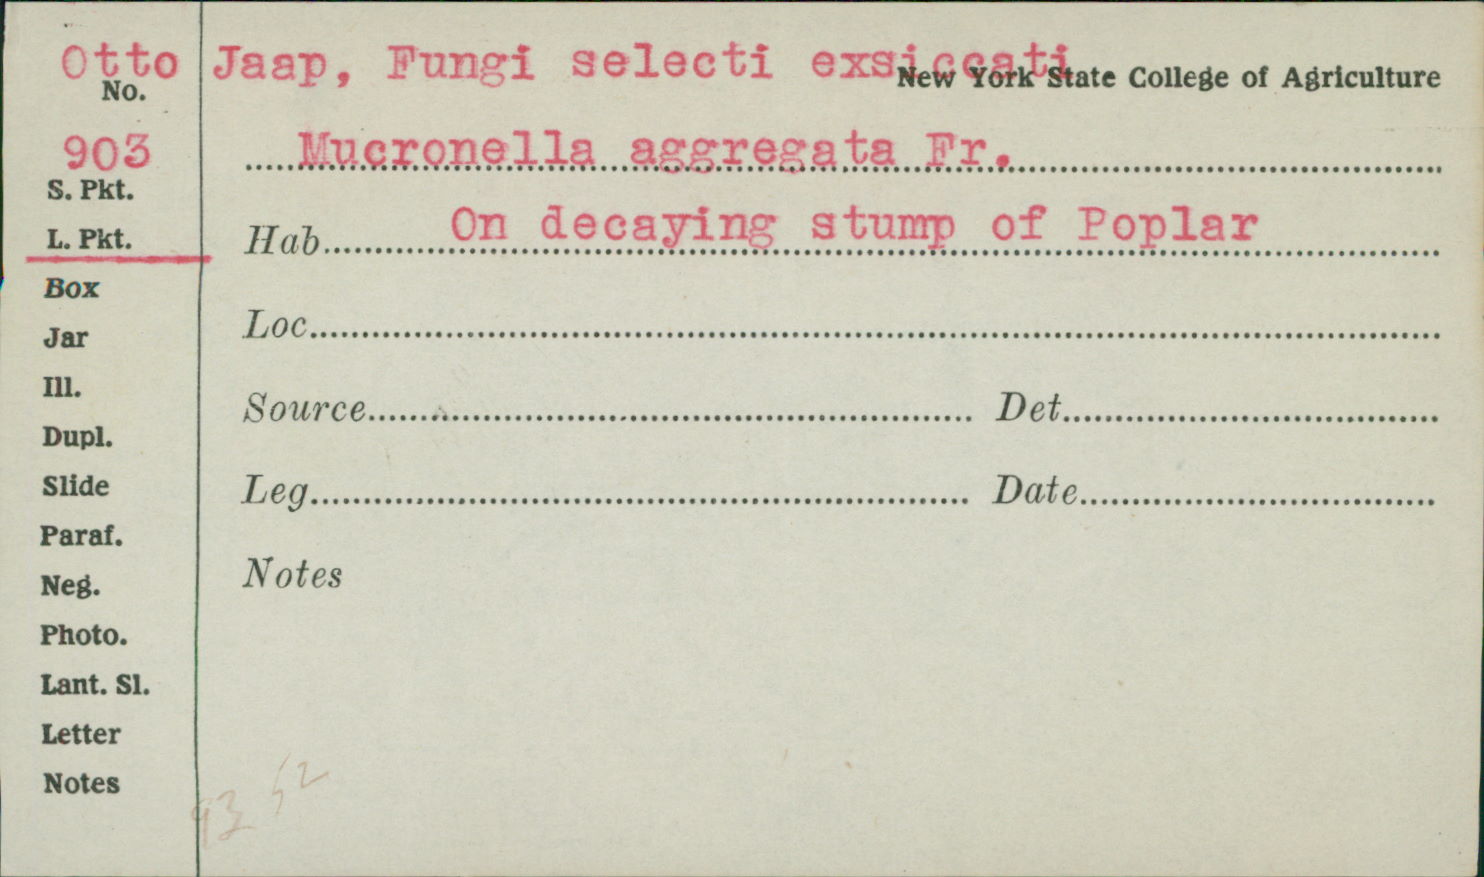 Otto Jaap, Fungi selecti exsiccati.
New York State College of Agriculture
No.
903
Mucronella aggregata Fr.
S. Pkt.
L. Pkt.
Hab. On decaying stump of Poplar
Box
Loc.
Jar
Ill.
Source Det.
Dupl.
Slide
Leg. Date
Paraf.
Notes
Neg.
Photo.
Lant. Sl.
Letter
Notes